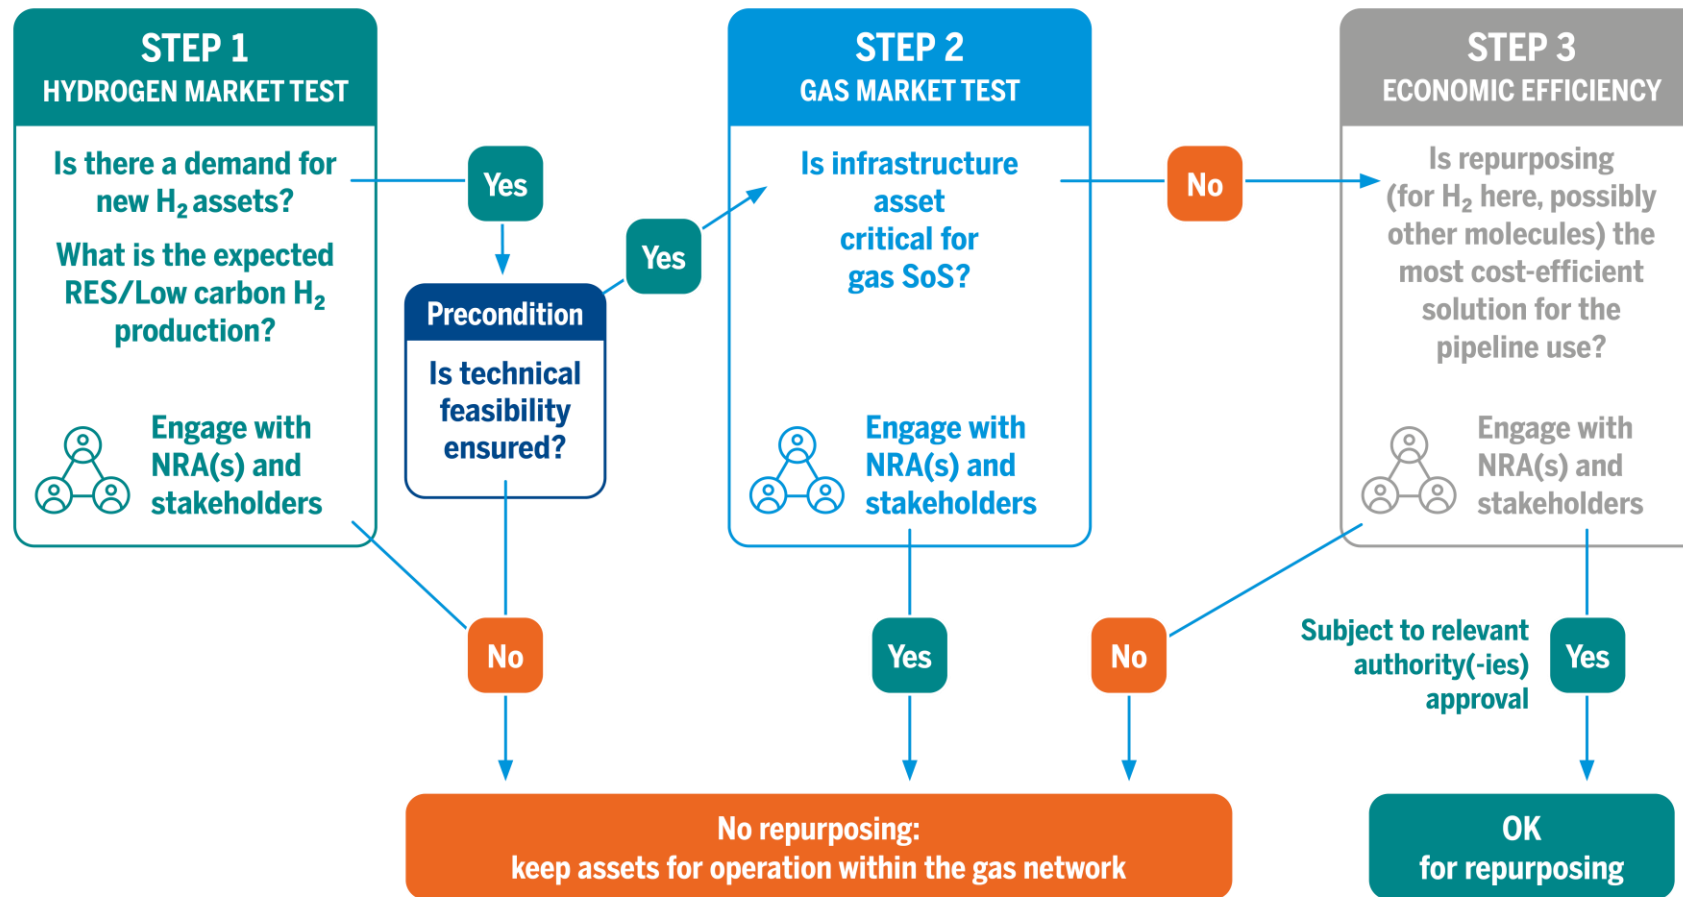 STEP 1
HYDROGEN MARKET TEST
Is there a demand for
new H₂ assets?
What is the expected
RES/Low carbon H₂
production?
Engage with
NRA(s) and
stakeholders
Yes
Precondition
Is technical
feasibility
ensured?
Yes
No
STEP 2
GAS MARKET TEST
Is infrastructure
asset
critical for
gas SoS?
Engage with
NRA(s) and
stakeholders
No
Yes
STEP 3
ECONOMIC EFFICIENCY
Is repurposing
(for H₂ here, possibly
other molecules) the
most cost-efficient
solution for the
pipeline use?
Engage with
NRA(s) and
stakeholders
No
Subject to relevant
authority(-ies)
approval
Yes
No repurposing:
keep assets for operation within the gas network
OK
for repurposing